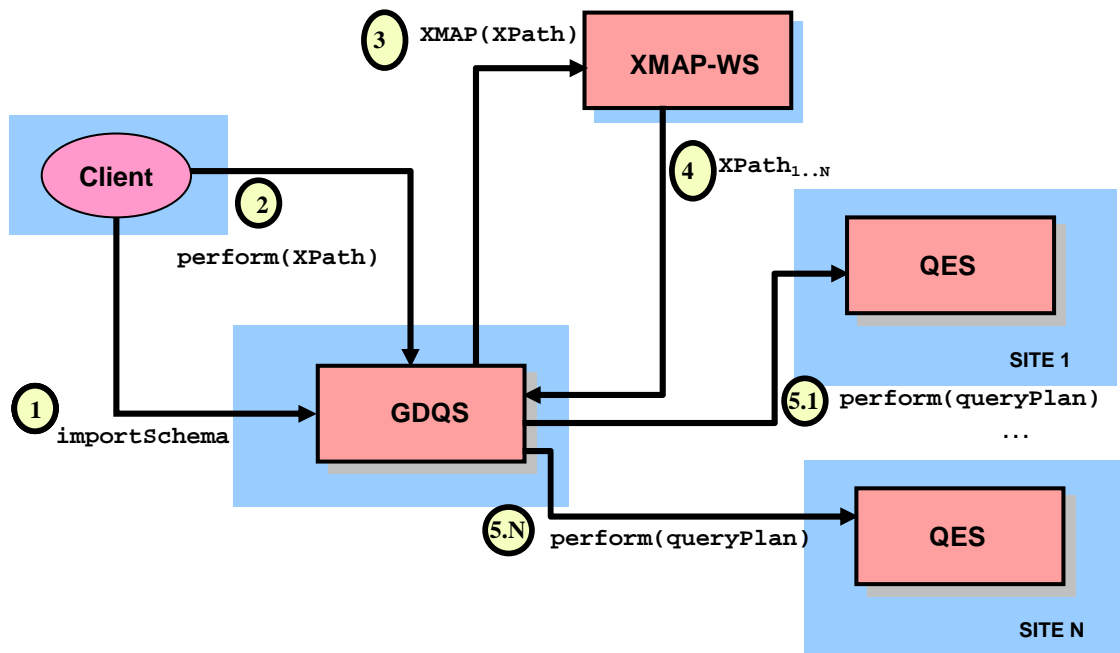 3
XMAP(XPath)
XMAP-WS
Client
2
4
XPath1..N
perform(XPath)
QES
SITE 1
1
importSchema
GDQS
5.1
perform(queryPlan)
...
5.N
perform(queryPlan)
QES
SITE N